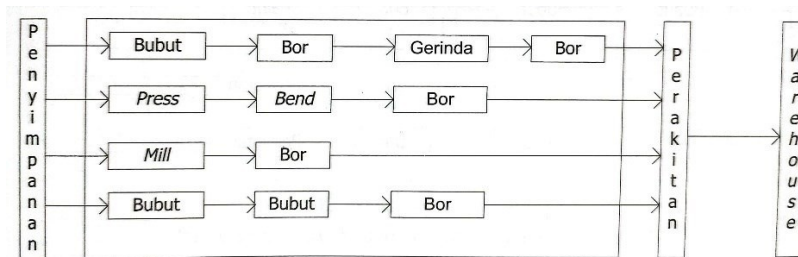 Penyimpanan
Bubut Bor Gerinda Bor
Press Bend Bor
Mill Bor
Bubut Bubut Bor
Perakitan
Warehouse